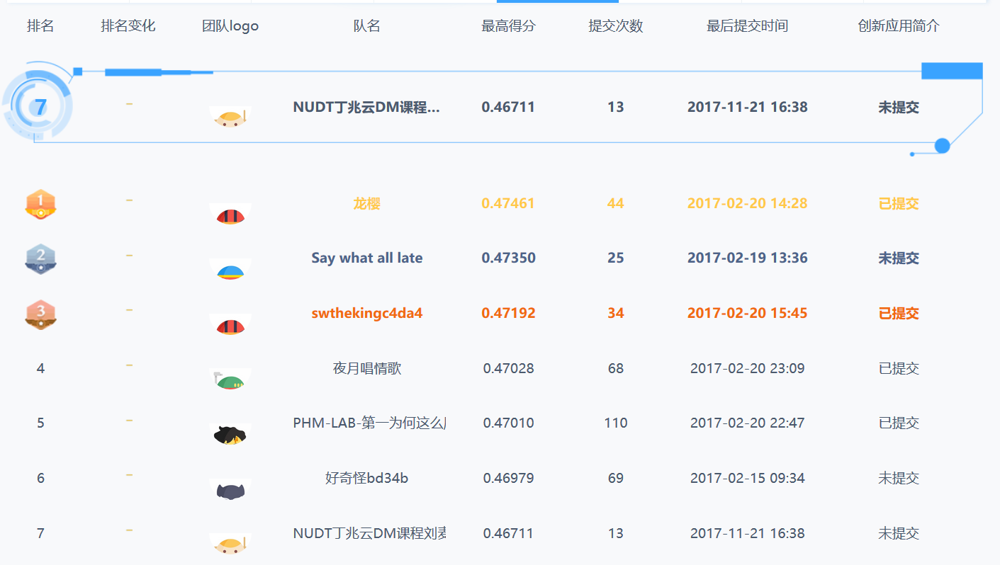 排名 排名变化 团队logo 队名 最高得分 提交次数 最后提交时间 创新应用简介
7 – NUDT丁兆云DM课程... 0.46711 13 2017-11-21 16:38 未提交
1 – 龙樱 0.47461 44 2017-02-20 14:28 已提交
2 – Say what all late 0.47350 25 2017-02-19 13:36 未提交
3 – swthekingc4da4 0.47192 34 2017-02-20 15:45 已提交
4 – 夜月唱情歌 0.47028 68 2017-02-20 23:09 已提交
5 – PHM-LAB-第一为何这么 0.47010 110 2017-02-20 22:47 已提交
6 – 好奇怪bd34b 0.46979 69 2017-02-15 09:34 未提交
7 – NUDT丁兆云DM课程刘 0.46711 13 2017-11-21 16:38 未提交